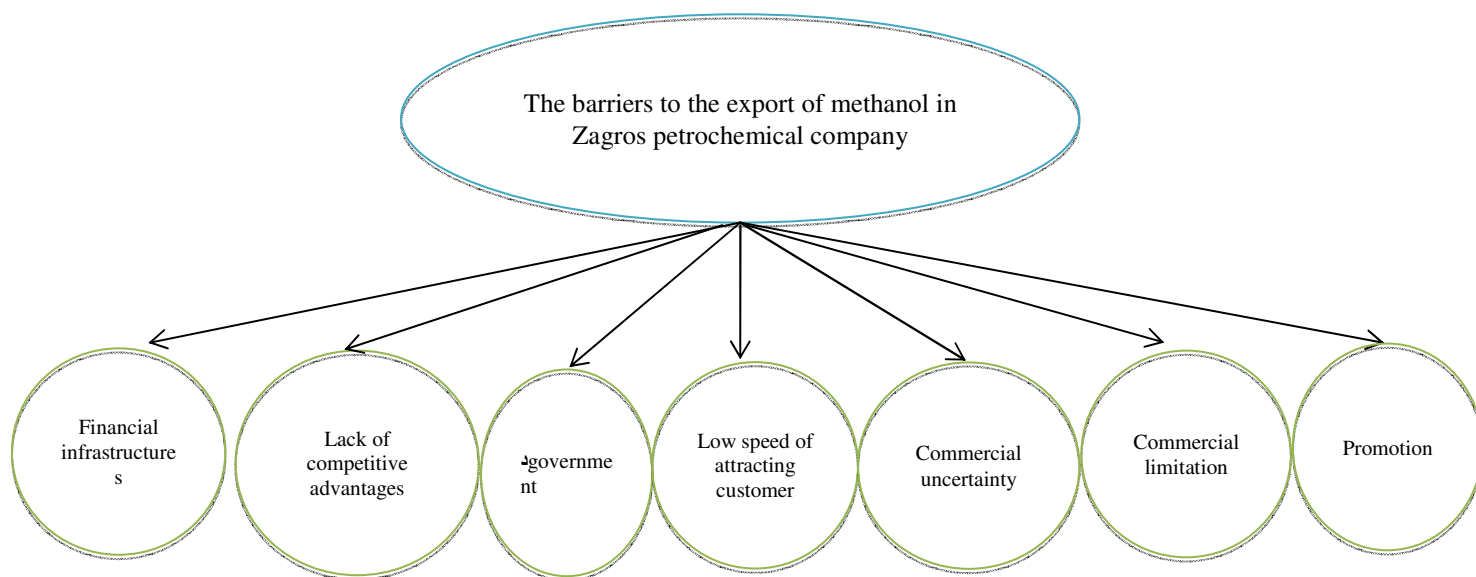 The barriers to the export of methanol in
Zagros petrochemical company
Financial
infrastructure
s
Lack of
competitive
advantages
government
nt
Low speed of
attracting
customer
Commercial
uncertainty
Commercial
limitation
Promotion